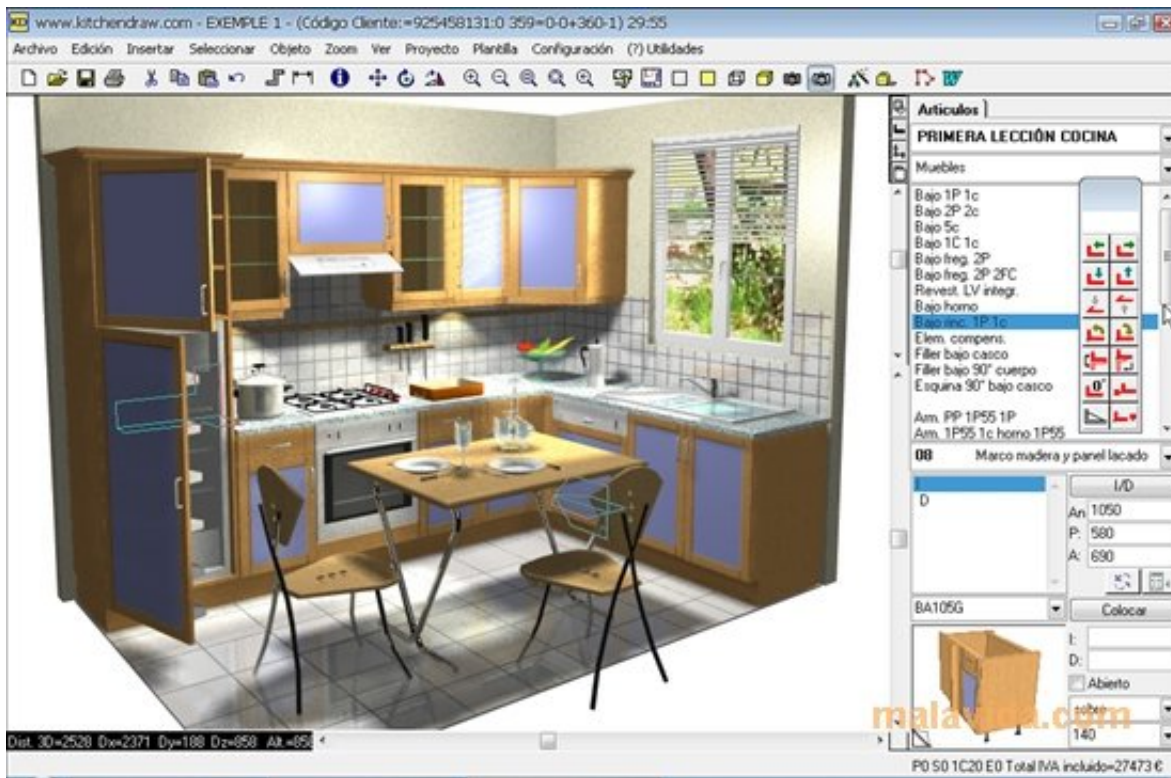 www.kitchendraw.com - EXEMPLE 1 - (Código Cliente:=925458131:0 359=0-0+360-1) 29:55
Archivo Edición Insertar Seleccionar Objeto Zoom Ver Proyecto Plantilla Configuración (?) Utilidades
Articulos
PRIMERA LECCIÓN COCINA
Muebles
Bajo 1P 1c
Bajo 2P 2c
Bajo 5c
Bajo 1C 1c
Bajo freg. 2P
Bajo freg. 2P 2FC
Revest. LV integr.
Bajo horno
Bajo rinc. 1P 1c
Elem. compens.
Filler bajo casco
Filler bajo 90° cuerpo
Esquina 90° bajo casco
Arm. PP 1P55 1P
Arm. 1P55 1c horno 1P55
08 Marco madera y panel lacado
I
D
I/D
An 1050
P: 580
A: 690
BA105G
Colocar
I:
D:
Abierto
sobre
140
malavida.com
Dist. 3D=2528 Dx=2371 Dy=188 Dz=858 Alt.=858
P0 S0 1C20 E0 Total IVA incluido=27473 €